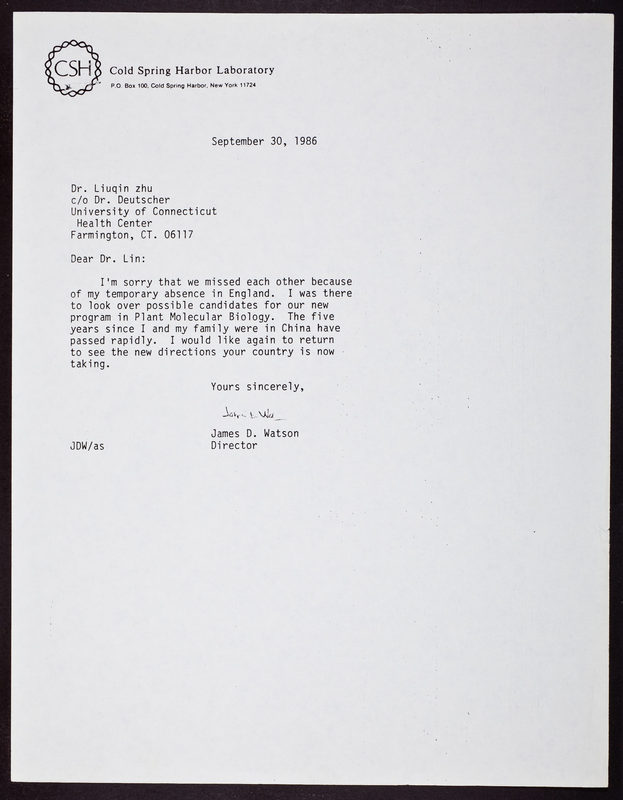 CSH
Cold Spring Harbor Laboratory
P.O. Box 100, Cold Spring Harbor, New York 11724
September 30, 1986
Dr. Liuqin zhu
c/o Dr. Deutscher
University of Connecticut
Health Center
Farmington, CT. 06117
Dear Dr. Lin:
I'm sorry that we missed each other because
of my temporary absence in England. I was there
to look over possible candidates for our new
program in Plant Molecular Biology. The five
years since I and my family were in China have
passed rapidly. I would like again to return
to see the new directions your country is now
taking.
Yours sincerely,
James D. Watson
JDW/as Director